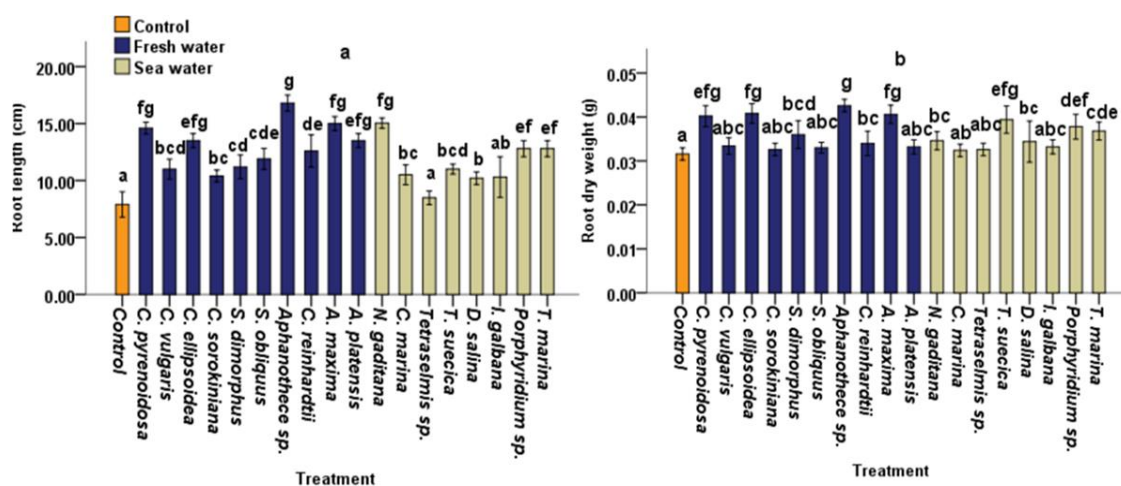 Control
Fresh water
Sea water
a
Root length (cm)
20.00
15.00
10.00
5.00
0.00
a
fg
bcd
efg
bc
cd
cde
g
de
fg
efg
fg
bc
a
bcd
b
ab
ef
ef
Control
C. pyrenoidosa
C. vulgaris
C. ellipsoidea
C. sorokiniana
S. dimorphus
S. obliquus
Aphanothece sp.
C. reinhardtii
A. maxima
A. platensis
N. gaditana
C. marina
Tetraselmis sp.
T. suecica
D. salina
I. galbana
Porphyridium sp.
T. marina
Treatment
b
Root dry weight (g)
0.05
0.04
0.03
0.02
0.01
0.00
a
efg
abc
fg
abc
bcd
abc
g
bc
fg
abc
bc
ab
abc
efg
bc
abc
def
cde
Control
C. pyrenoidosa
C. vulgaris
C. ellipsoidea
C. sorokiniana
S. dimorphus
S. obliquus
Aphanothece sp.
C. reinhardtii
A. maxima
A. platensis
N. gaditana
C. marina
Tetraselmis sp.
T. suecica
D. salina
I. galbana
Porphyridium sp.
T. marina
Treatment